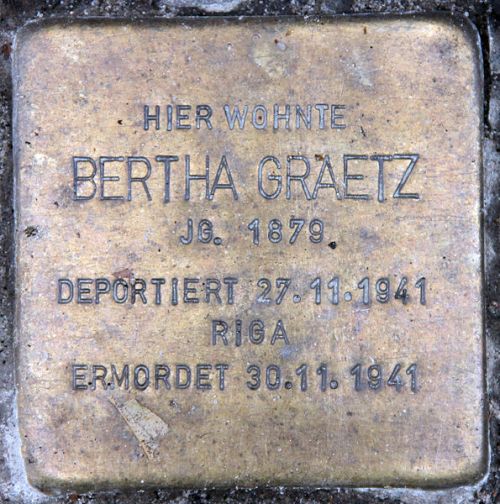 HIER WOHNTE
BERTHA GRAETZ
JG. 1879
DEPORTIERT 27.11.1941
RIGA
ERMORDET 30.11.1941